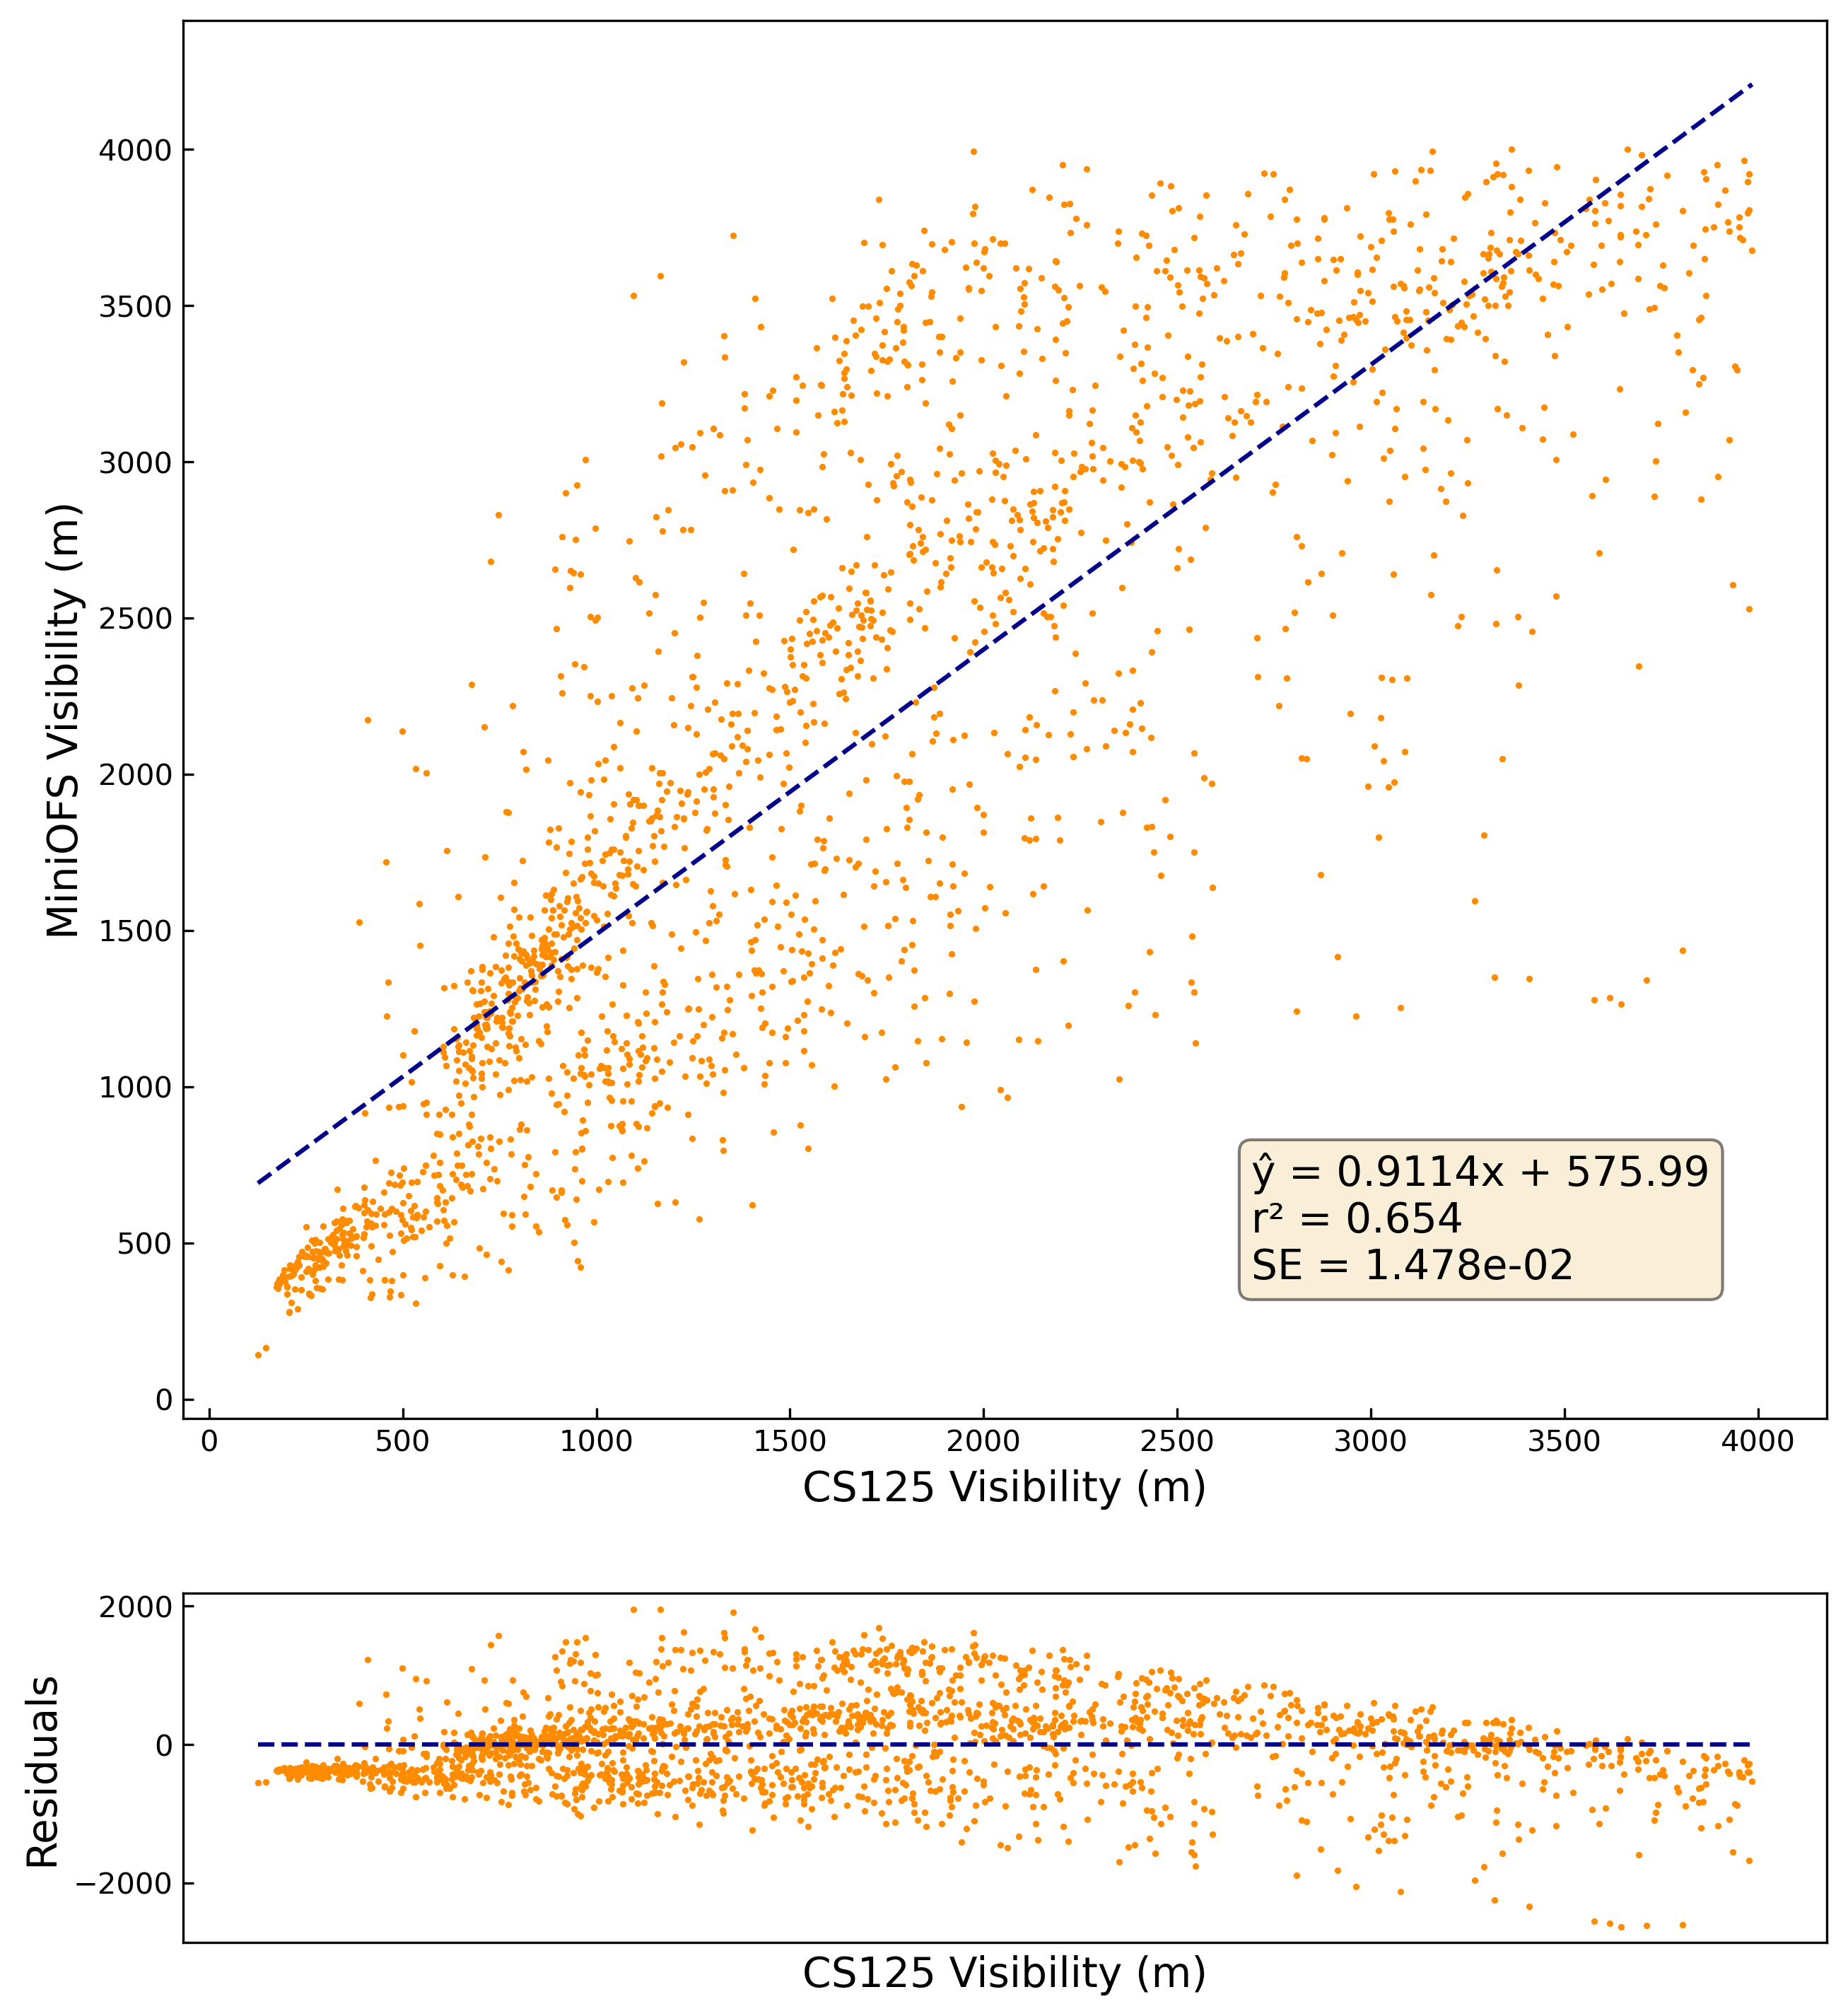 4000
3500
3000
2500
2000
1500
1000
500
0
MiniOFS Visibility (m)
ŷ = 0.9114x + 575.99
r² = 0.654
SE = 1.478e-02
0 500 1000 1500 2000 2500 3000 3500 4000
CS125 Visibility (m)
2000
0
−2000
Residuals
CS125 Visibility (m)